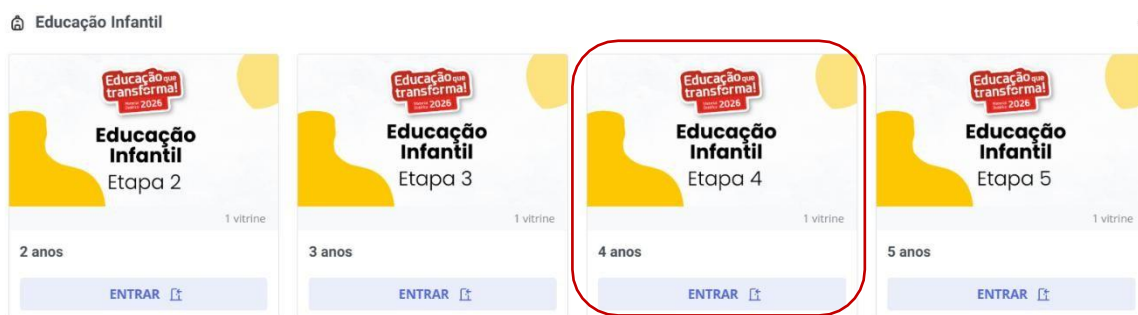 Educação Infantil
Educação que
transforma!
2026
Educação
Infantil
Etapa 2
1 vitrine
2 anos
ENTRAR
Educação que
transforma!
2026
Educação
Infantil
Etapa 3
1 vitrine
3 anos
ENTRAR
Educação que
transforma!
2026
Educação
Infantil
Etapa 4
1 vitrine
4 anos
ENTRAR
Educação que
transforma!
2026
Educação
Infantil
Etapa 5
1 vitrine
5 anos
ENTRAR